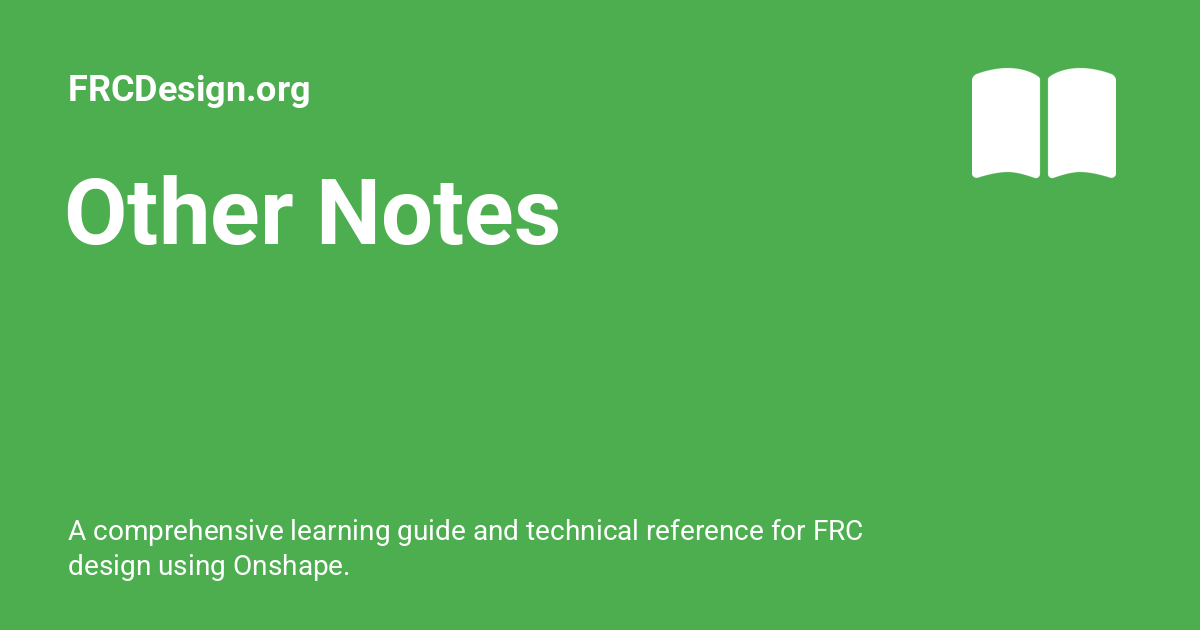 FRCDesign.org
Other Notes
A comprehensive learning guide and technical reference for FRC
design using Onshape.